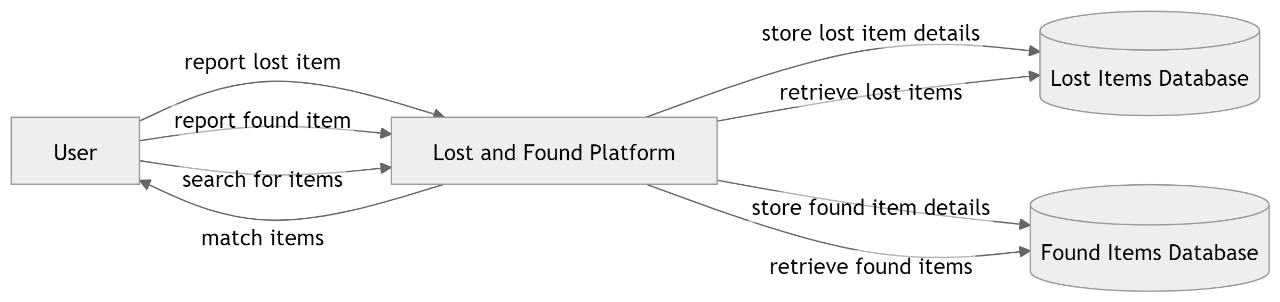 store lost item details
report lost item
Lost Items Database
retrieve lost items
report found item
User
Lost and Found Platform
search for items
store found item details
match items
Found Items Database
retrieve found items